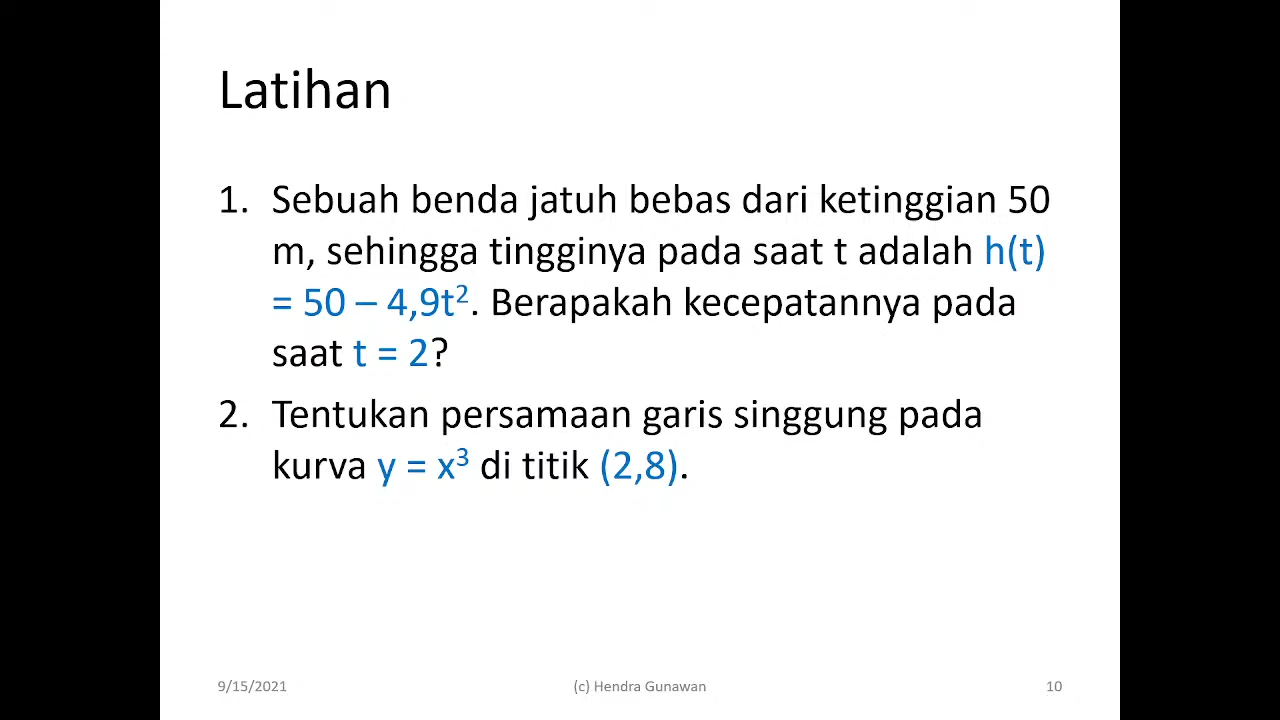 Latihan
1. Sebuah benda jatuh bebas dari ketinggian 50
m, sehingga tingginya pada saat t adalah h(t)
= 50 – 4,9t². Berapakah kecepatannya pada
saat t = 2?
2. Tentukan persamaan garis singgung pada
kurva y = x³ di titik (2,8).
9/15/2021 (c) Hendra Gunawan 10